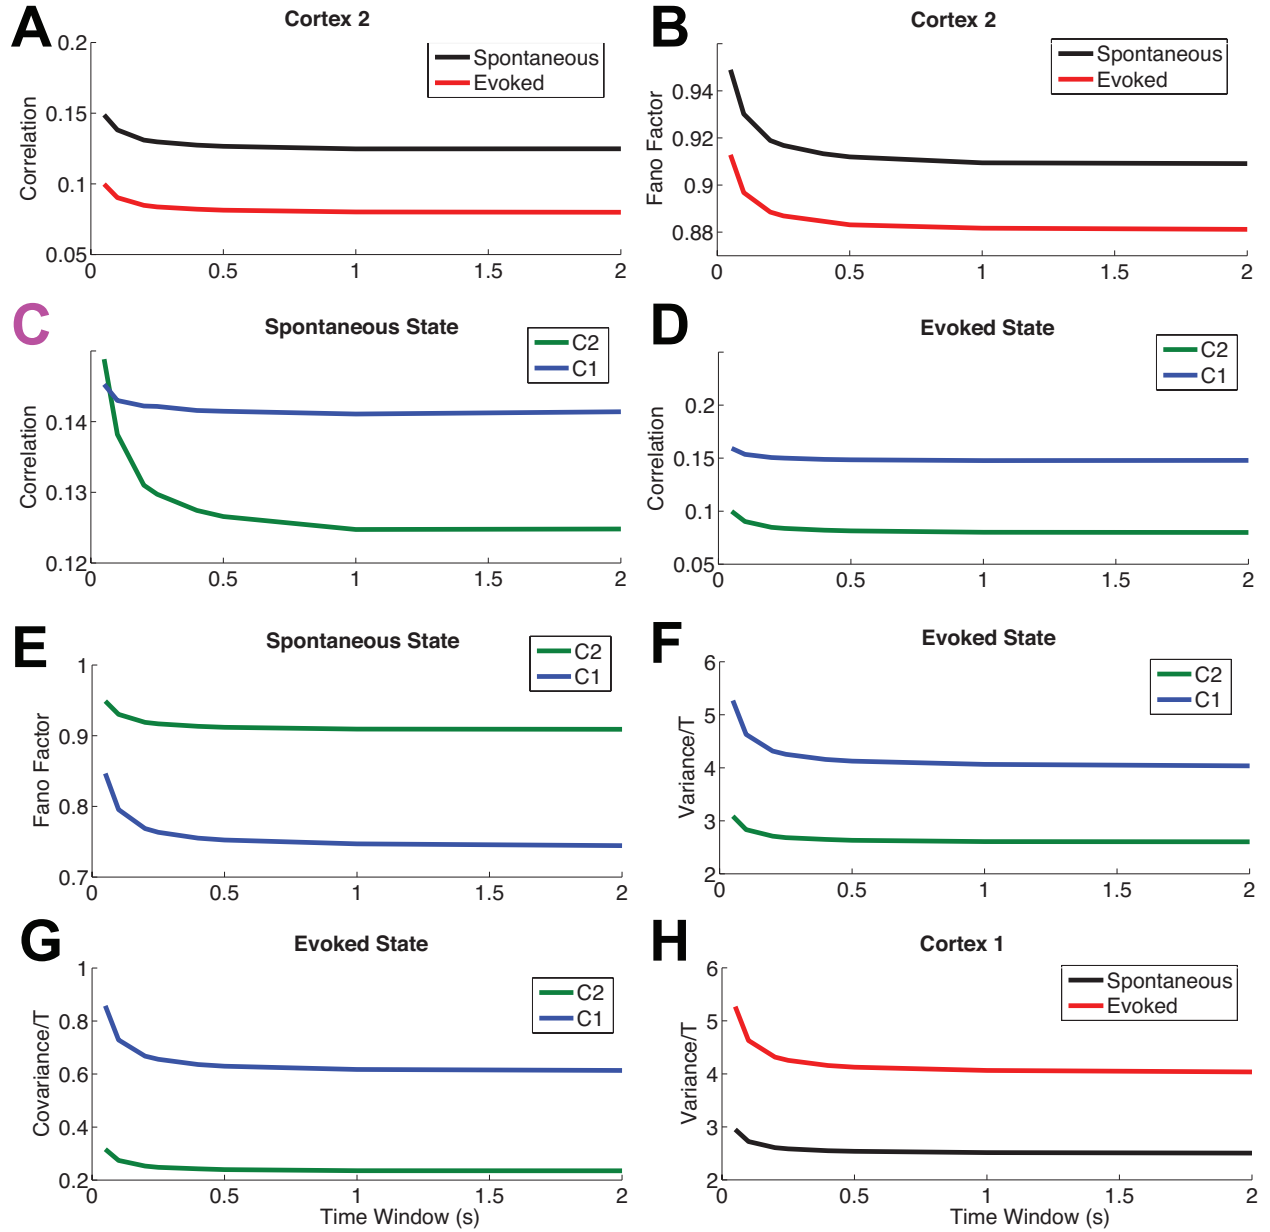 A
Cortex 2
0.2
0.15
0.1
0.05
Correlation
Spontaneous
Evoked
0
0.5
1
1.5
2
B
Cortex 2
0.94
0.92
0.9
0.88
Fano Factor
Spontaneous
Evoked
0
0.5
1
1.5
2
C
Spontaneous State
0.14
0.13
0.12
Correlation
C2
C1
0
0.5
1
1.5
2
D
Evoked State
0.2
0.15
0.1
0.05
Correlation
C2
C1
0
0.5
1
1.5
2
E
Spontaneous State
1
0.9
0.8
0.7
Fano Factor
C2
C1
0
0.5
1
1.5
2
F
Evoked State
6
5
4
3
2
Variance/T
C2
C1
0
0.5
1
1.5
2
G
Evoked State
1
0.8
0.6
0.4
0.2
Covariance/T
C2
C1
0
0.5
1
1.5
2
Time Window (s)
H
Cortex 1
6
5
4
3
2
Variance/T
Spontaneous
Evoked
0
0.5
1
1.5
2
Time Window (s)